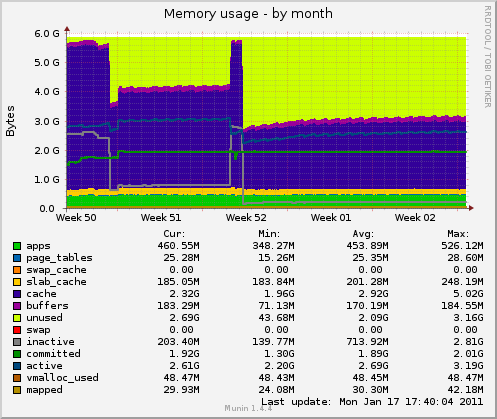 Memory usage - by month
RRDTOOL / TOBI OETIKER
Bytes
6.0 G
5.0 G
4.0 G
3.0 G
2.0 G
1.0 G
0.0
Week 50 Week 51 Week 52 Week 01 Week 02
Cur: Min: Avg: Max:
apps 460.55M 348.27M 453.89M 526.12M
page_tables 25.28M 15.26M 25.35M 28.60M
swap_cache 0.00 0.00 0.00 0.00
slab_cache 185.05M 183.84M 201.28M 248.19M
cache 2.32G 1.96G 2.92G 5.02G
buffers 183.29M 71.13M 170.19M 184.55M
unused 2.69G 43.68M 2.09G 3.16G
swap 0.00 0.00 0.00 0.00
inactive 203.40M 139.77M 713.92M 2.81G
committed 1.92G 1.30G 1.89G 2.01G
active 2.61G 2.20G 2.69G 3.19G
vmalloc_used 48.47M 48.43M 48.45M 48.47M
mapped 29.93M 24.08M 30.30M 42.18M
Last update: Mon Jan 17 17:40:04 2011
Munin 1.4.4